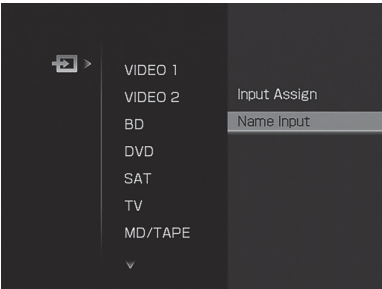 VIDEO 1
VIDEO 2
BD
DVD
SAT
TV
MD/TAPE
Input Assign
Name Input